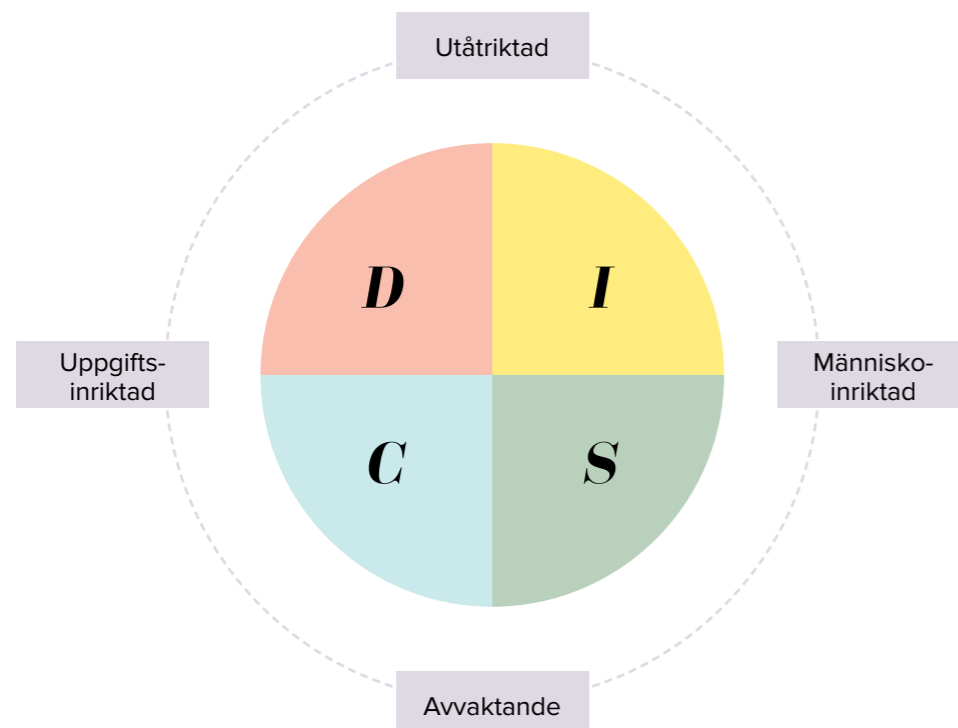 Utåtriktad
D
I
Uppgifts-
inriktad
Människo-
inriktad
C
S
Avvaktande